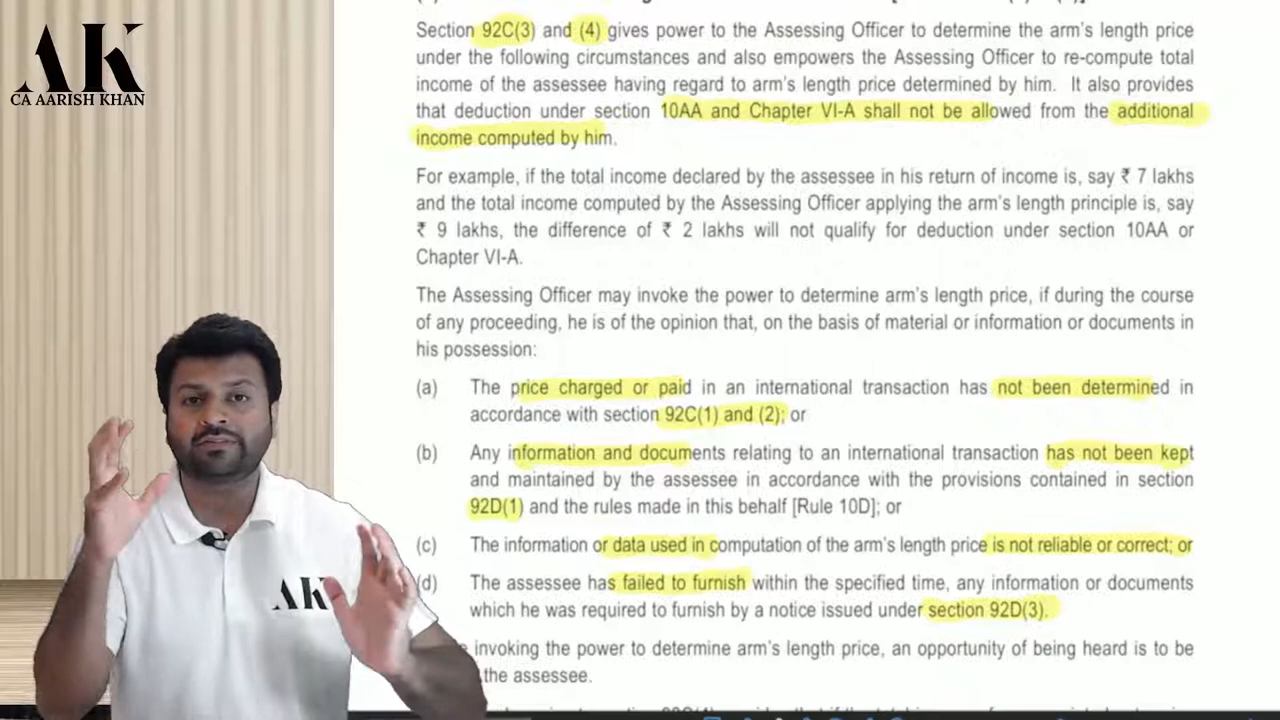 AK
CA AARISH KHAN
Section 92C(3) and (4) gives power to the Assessing Officer to determine the arm's length price
under the following circumstances and also empowers the Assessing Officer to re-compute total
income of the assessee having regard to arm's length price determined by him. It also provides
that deduction under section 10AA and Chapter VI-A shall not be allowed from the additional
income computed by him.
For example, if the total income declared by the assessee in his return of income is, say ₹ 7 lakhs
and the total income computed by the Assessing Officer applying the arm's length principle is, say
₹ 9 lakhs, the difference of ₹ 2 lakhs will not qualify for deduction under section 10AA or
Chapter VI-A.
The Assessing Officer may invoke the power to determine arm's length price, if during the course
of any proceeding, he is of the opinion that, on the basis of material or information or documents in
his possession:
(a) The price charged or paid in an international transaction has not been determined in
accordance with section 92C(1) and (2); or
(b) Any information and documents relating to an international transaction has not been kept
and maintained by the assessee in accordance with the provisions contained in section
92D(1) and the rules made in this behalf [Rule 10D]; or
(c) The information or data used in computation of the arm's length price is not reliable or correct; or
(d) The assessee has failed to furnish within the specified time, any information or documents
which he was required to furnish by a notice issued under section 92D(3).
invoking the power to determine arm's length price, an opportunity of being heard is to be
the assessee.
AK